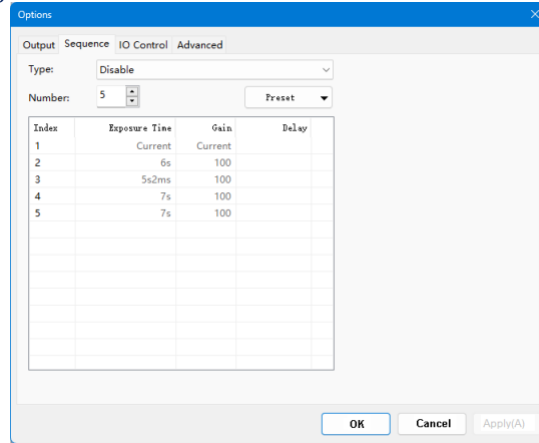 Options
Output Sequence IO Control Advanced
Type: Disable
Number: 5 Preset
Index Exposure Time Gain Delay
1 Current Current
2 6s 100
3 5s2ms 100
4 7s 100
5 7s 100
OK Cancel Apply(A)